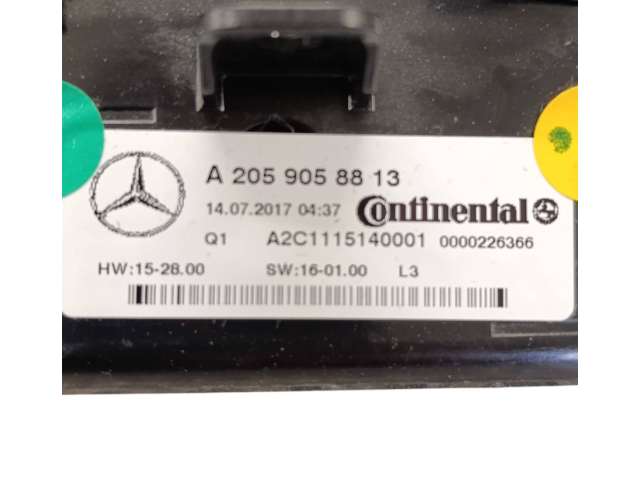 A 205 905 88 13
14.07.2017 04:37 Continental
Q1 A2C1115140001 0000226366
HW:15-28.00 SW:16-01.00 L3